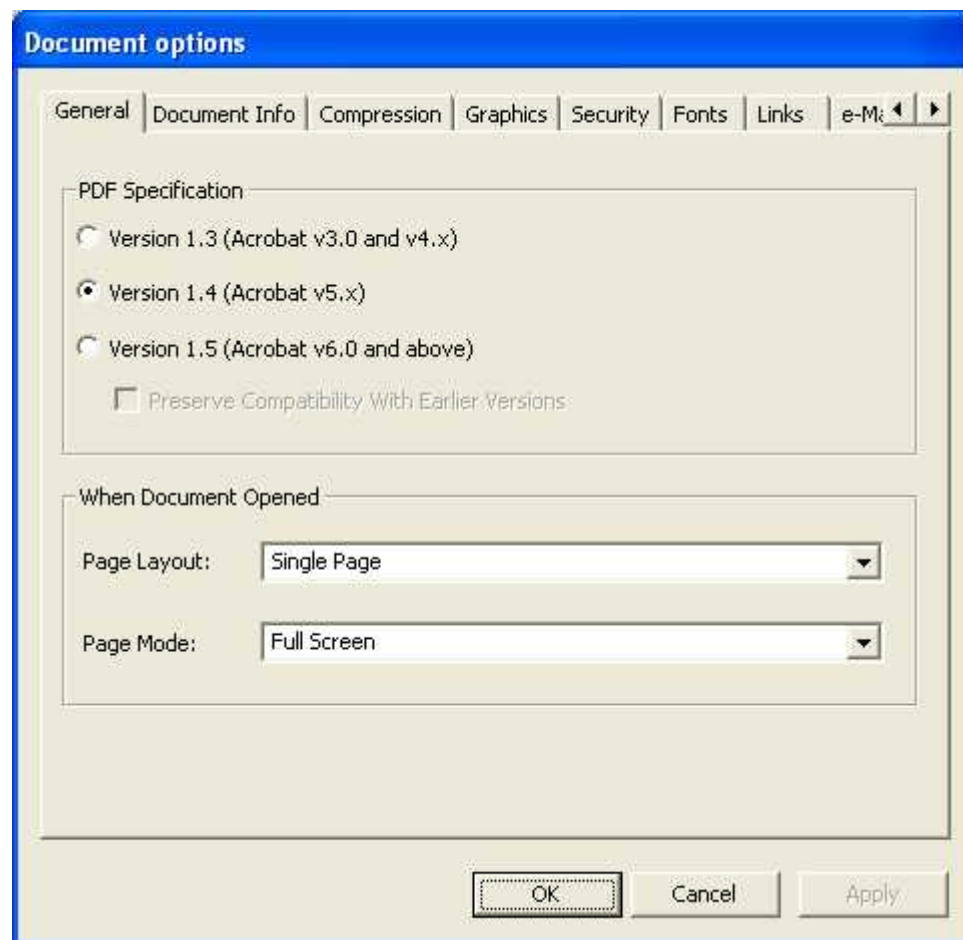 Document options
General Document Info Compression Graphics Security Fonts Links e-Ma
PDF Specification
Version 1.3 (Acrobat v3.0 and v4.x)
Version 1.4 (Acrobat v5.x)
Version 1.5 (Acrobat v6.0 and above)
Preserve Compatibility With Earlier Versions
When Document Opened
Page Layout: Single Page
Page Mode: Full Screen
OK Cancel Apply